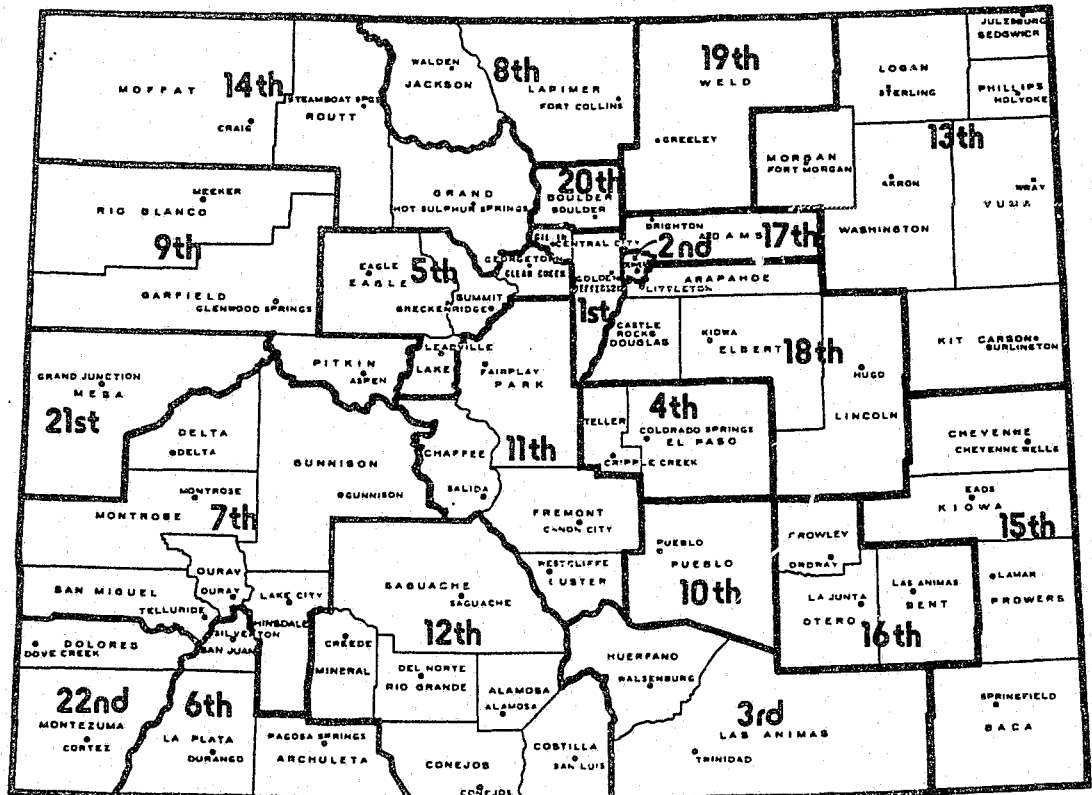 JULESBURG
SEDGWICK
WALDEN
JACKSON
8th
LARIMER
FORT COLLINS
19th
WELD
LOGAN
STERLING
PHILLIPS
HOLYOKE
MOFFAT
14th
STEAMBOAT SPGS
ROUTT
CRAIG
GREELEY
13th
MORGAN
FORT MORGAN
AKRON
WRAY
YUMA
MEEKER
RIO BLANCO
GRAND
HOT SULPHUR SPRINGS
20th
BOULDER
BOULDER
WASHINGTON
BRIGHTON
ADAMS
17th
9th
EAGLE
EAGLE
5th
GEORGETOWN
CLEAR CREEK
CENTRAL CITY
2nd
GOLDEN
JEFFERSON
LITTLETON
ARAPAHOE
GARFIELD
GLENWOOD SPRINGS
SUMMIT
BRECKENRIDGE
1st
CASTLE
ROCK
DOUGLAS
KIOWA
ELBERT
18th
HUGO
LINCOLN
KIT CARSON
BURLINGTON
GRAND JUNCTION
MESA
21st
PITKIN
ASPEN
LEADVILLE
LAKE
FAIRPLAY
PARK
DELTA
DELTA
GUNNISON
GUNNISON
CHAFFEE
SALIDA
11th
TELLER
4th
COLORADO SPRINGS
EL PASO
CRIPPLE CREEK
CHEYENNE
CHEYENNE WELLS
MONTROSE
MONTROSE
7th
FREMONT
CANON CITY
EADS
KIOWA
15th
OURAY
OURAY
SAN MIGUEL
TELLURIDE
LAKE CITY
HINSDALE
SAGUACHE
SAGUACHE
12th
WESTCLIFFE
CUSTER
PUEBLO
PUEBLO
10th
CROWLEY
ORDWAY
LA JUNTA
OTERO
LAS ANIMAS
BENT
16th
LAMAR
PROWERS
DOLORES
DOVE CREEK
SILVERTON
SAN JUAN
CREEDE
MINERAL
DEL NORTE
RIO GRANDE
ALAMOSA
ALAMOSA
HUERFANO
WALSENBURG
22nd
MONTEZUMA
CORTEZ
6th
LA PLATA
DURANGO
PAGOSA SPRINGS
ARCHULETA
CONEJOS
CONEJOS
COSTILLA
SAN LUIS
3rd
LAS ANIMAS
TRINIDAD
SPRINGFIELD
BACA